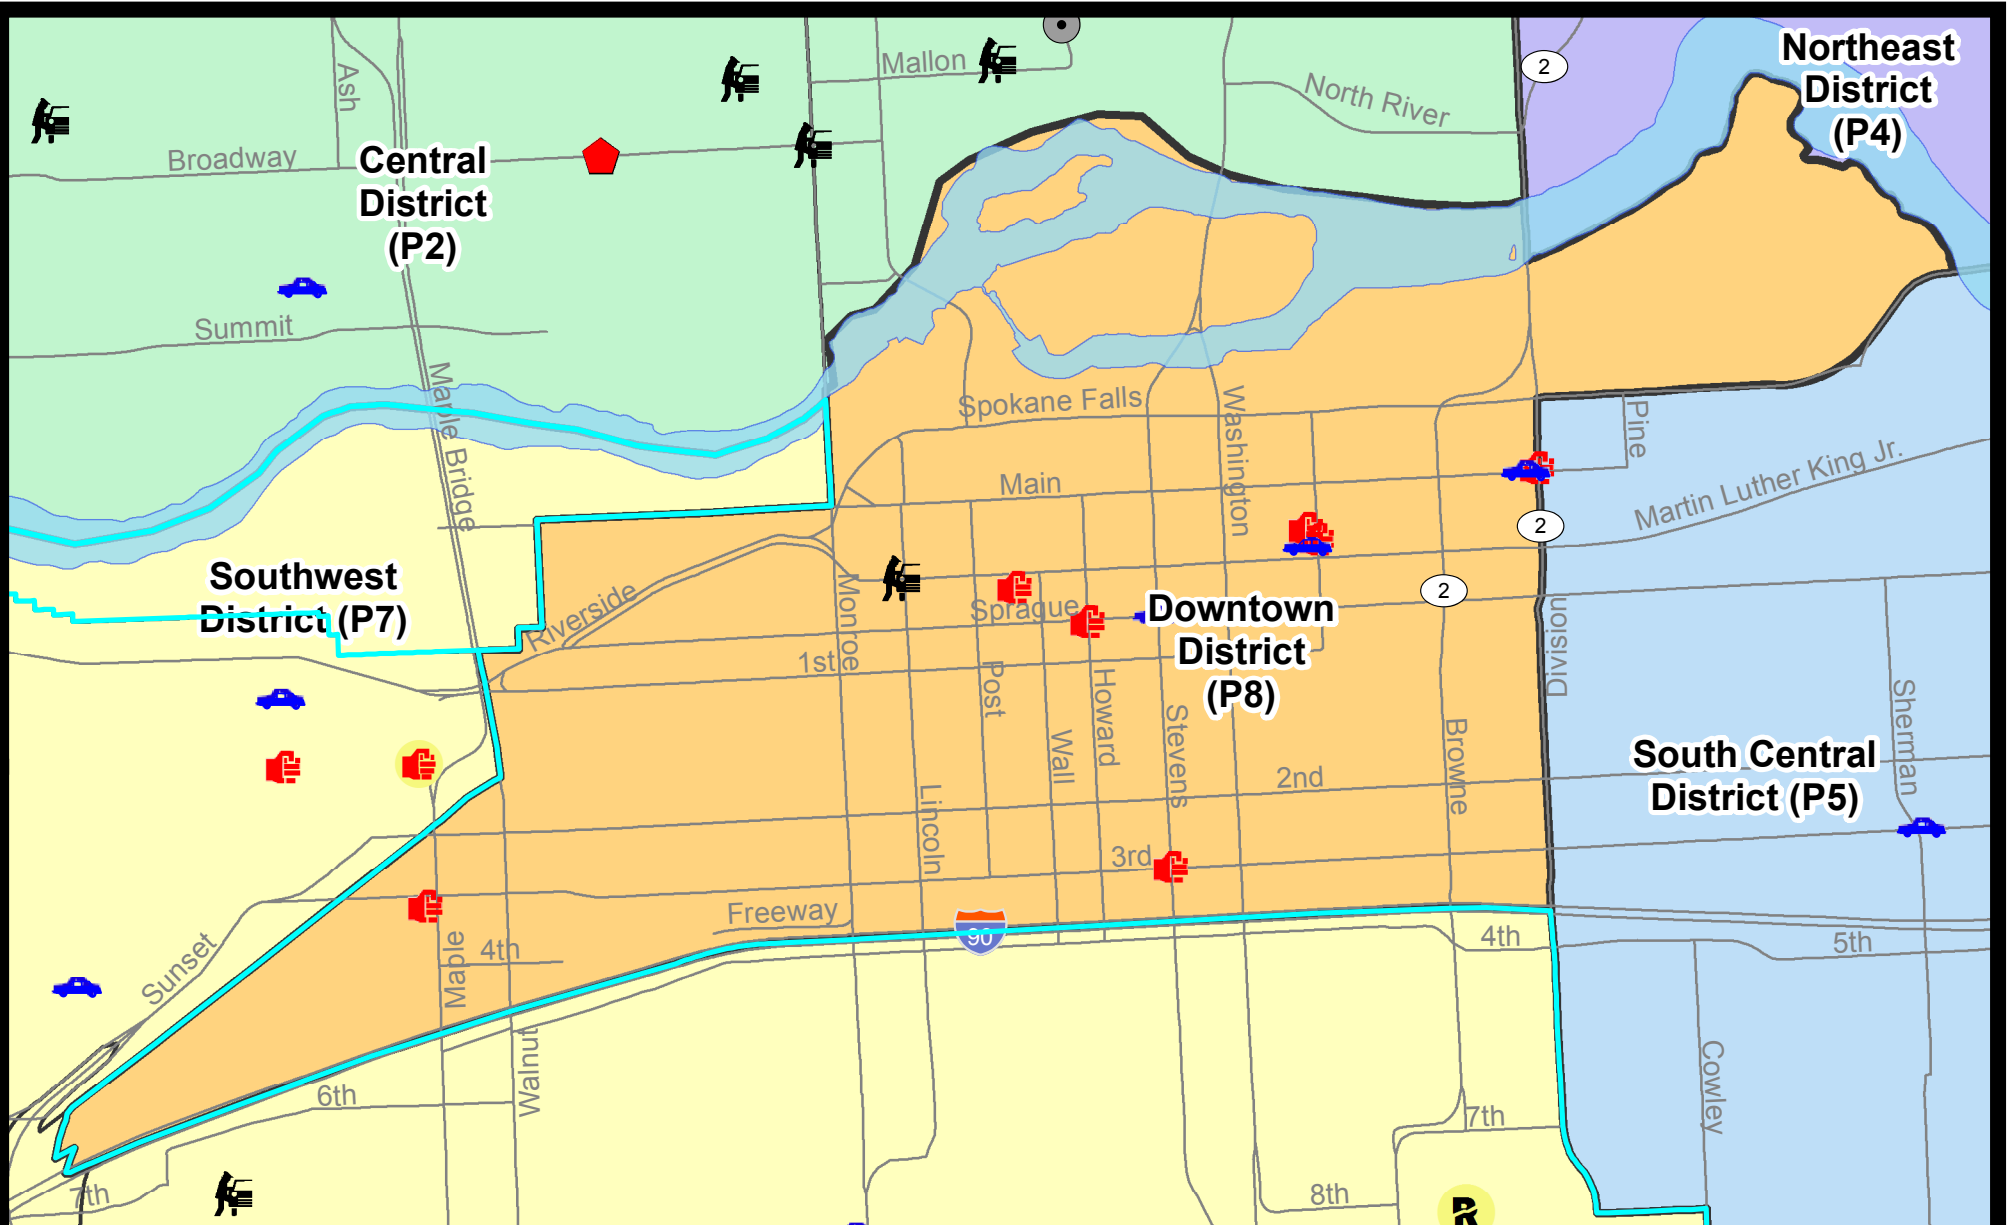 Northeast
District
(P4)
2
Mallon
Ash
North River
Broadway
Central
District
(P2)
Summit
Maple Bridge
Spokane Falls
Washington
Pine
Main
Martin Luther King Jr.
2
Southwest
District (P7)
Riverside
Monroe
Sprague
Downtown
District
(P8)
2
Division
1st
Post
Howard
Wall
Stevens
Browne
Sherman
South Central
District (P5)
2nd
Lincoln
3rd
Freeway
90
4th
5th
Sunset
Maple
4th
Walnut
6th
Cowley
7th
7th
8th
R